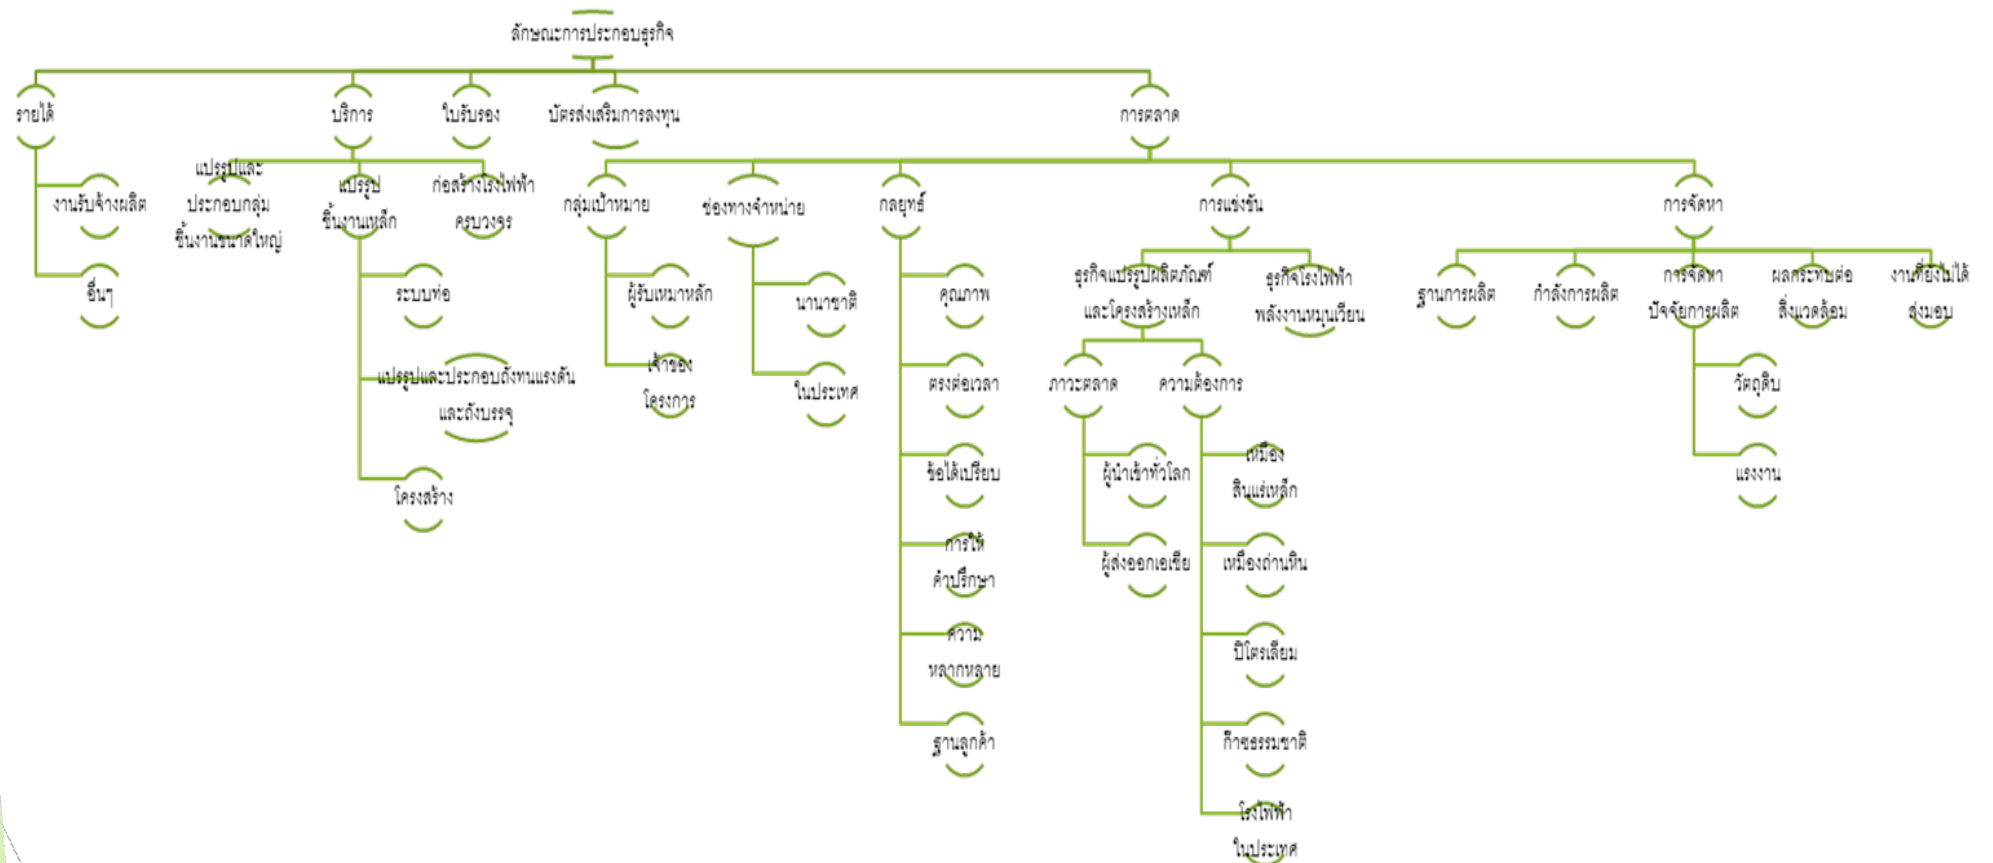 ลักษณะการประกอบธุรกิจ
รายได้
บริการ
ใบรับรอง
บัตรส่งเสริมการลงทุน
การตลาด
งานรับจ้างผลิต
อื่นๆ
แปรรูปและ
ประกอบกลุ่ม
ชิ้นงานขนาดใหญ่
แปรรูป
ชิ้นงานเหล็ก
ก่อสร้างโรงไฟฟ้า
ครบวงจร
ระบบท่อ
แปรรูปและประกอบถังทนแรงดัน
และถังบรรจุ
โครงสร้าง
กลุ่มเป้าหมาย
ช่องทางจำหน่าย
กลยุทธ์
การแข่งขัน
การจัดหา
ผู้รับเหมาหลัก
เจ้าของ
โครงการ
นานาชาติ
ในประเทศ
คุณภาพ
ตรงต่อเวลา
ข้อได้เปรียบ
การให้
คำปรึกษา
ความ
หลากหลาย
ฐานลูกค้า
ธุรกิจแปรรูปผลิตภัณฑ์
และโครงสร้างเหล็ก
ธุรกิจโรงไฟฟ้า
พลังงานหมุนเวียน
ภาวะตลาด
ความต้องการ
ผู้นำเข้าทั่วโลก
ผู้ส่งออกเอเชีย
เหมือง
สินแร่เหล็ก
เหมืองถ่านหิน
ปิโตรเลียม
ก๊าซธรรมชาติ
โรงไฟฟ้า
ในประเทศ
ฐานการผลิต
กำลังการผลิต
การจัดหา
ปัจจัยการผลิต
ผลกระทบต่อ
สิ่งแวดล้อม
งานที่ยังไม่ได้
ส่งมอบ
วัตถุดิบ
แรงงาน